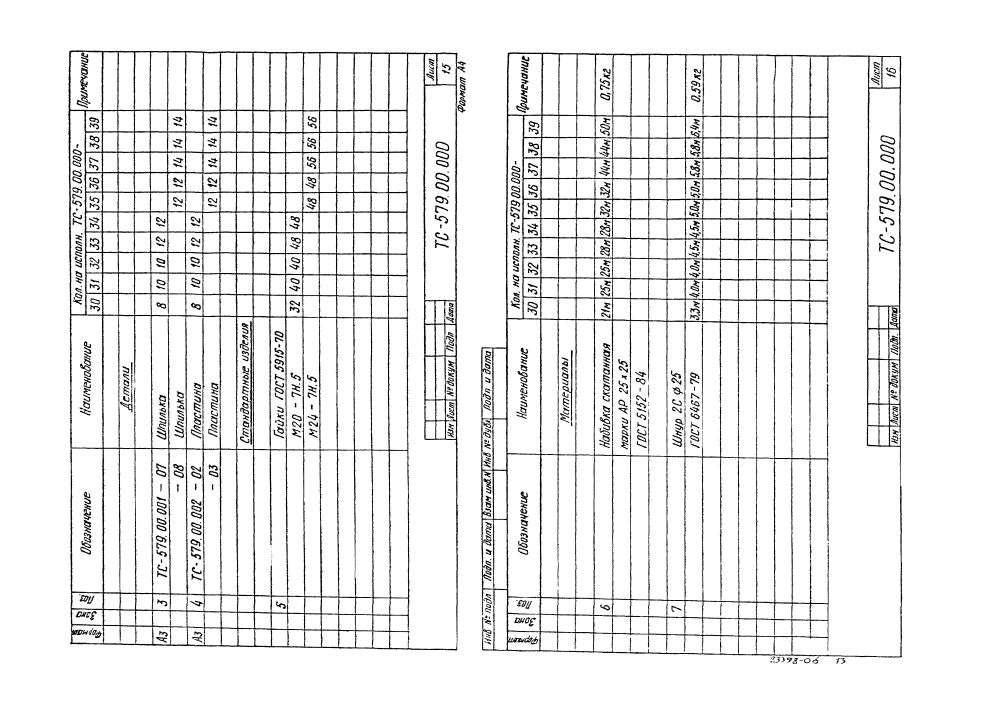 Формат Зона Поз. Обозначение Наименование Кол. на исполн. ТС-579.00.000- Примечание
30 31 32 33 34 35 36 37 38 39
Детали
А3 3 ТС-579.00.001 - 07 Шпилька 8 10 10 12 12
- 08 Шпилька 12 12 14 14 14
А3 4 ТС-579.00.002 - 02 Пластина 8 10 10 12 12
- 03 Пластина 12 12 14 14 14
Стандартные изделия
5 Гайки ГОСТ 5915-70
М20 - 7Н.5 32 40 40 48 48
М24 - 7Н.5 48 48 56 56 56
Изм Лист № докум Подп Дата
ТС-579.00.000
Лист
15
Формат А4
Инв № подл Подп. и дата Взам инв.№ Инв № дубл Подп и дата
Формат Зона Поз. Обозначение Наименование Кол. на исполн. ТС-579.00.000- Примечание
30 31 32 33 34 35 36 37 38 39
Материалы
6 Набивка скатанная 21м 25м 25м 28м 28м 32м 32м 44м 44м 50м 0,75кг
марки АР 25х25
ГОСТ 5152-84
7 Шнур 2С ф 25
ГОСТ 6467-79 3,3м 4,0м 4,0м 4,5м 4,5м 5,0м 5,0м 5,8м 5,8м 6,4м 0.59кг
Изм Лист № докум Подп. Дата
ТС-579.00.000
Лист
16
23398-06 13